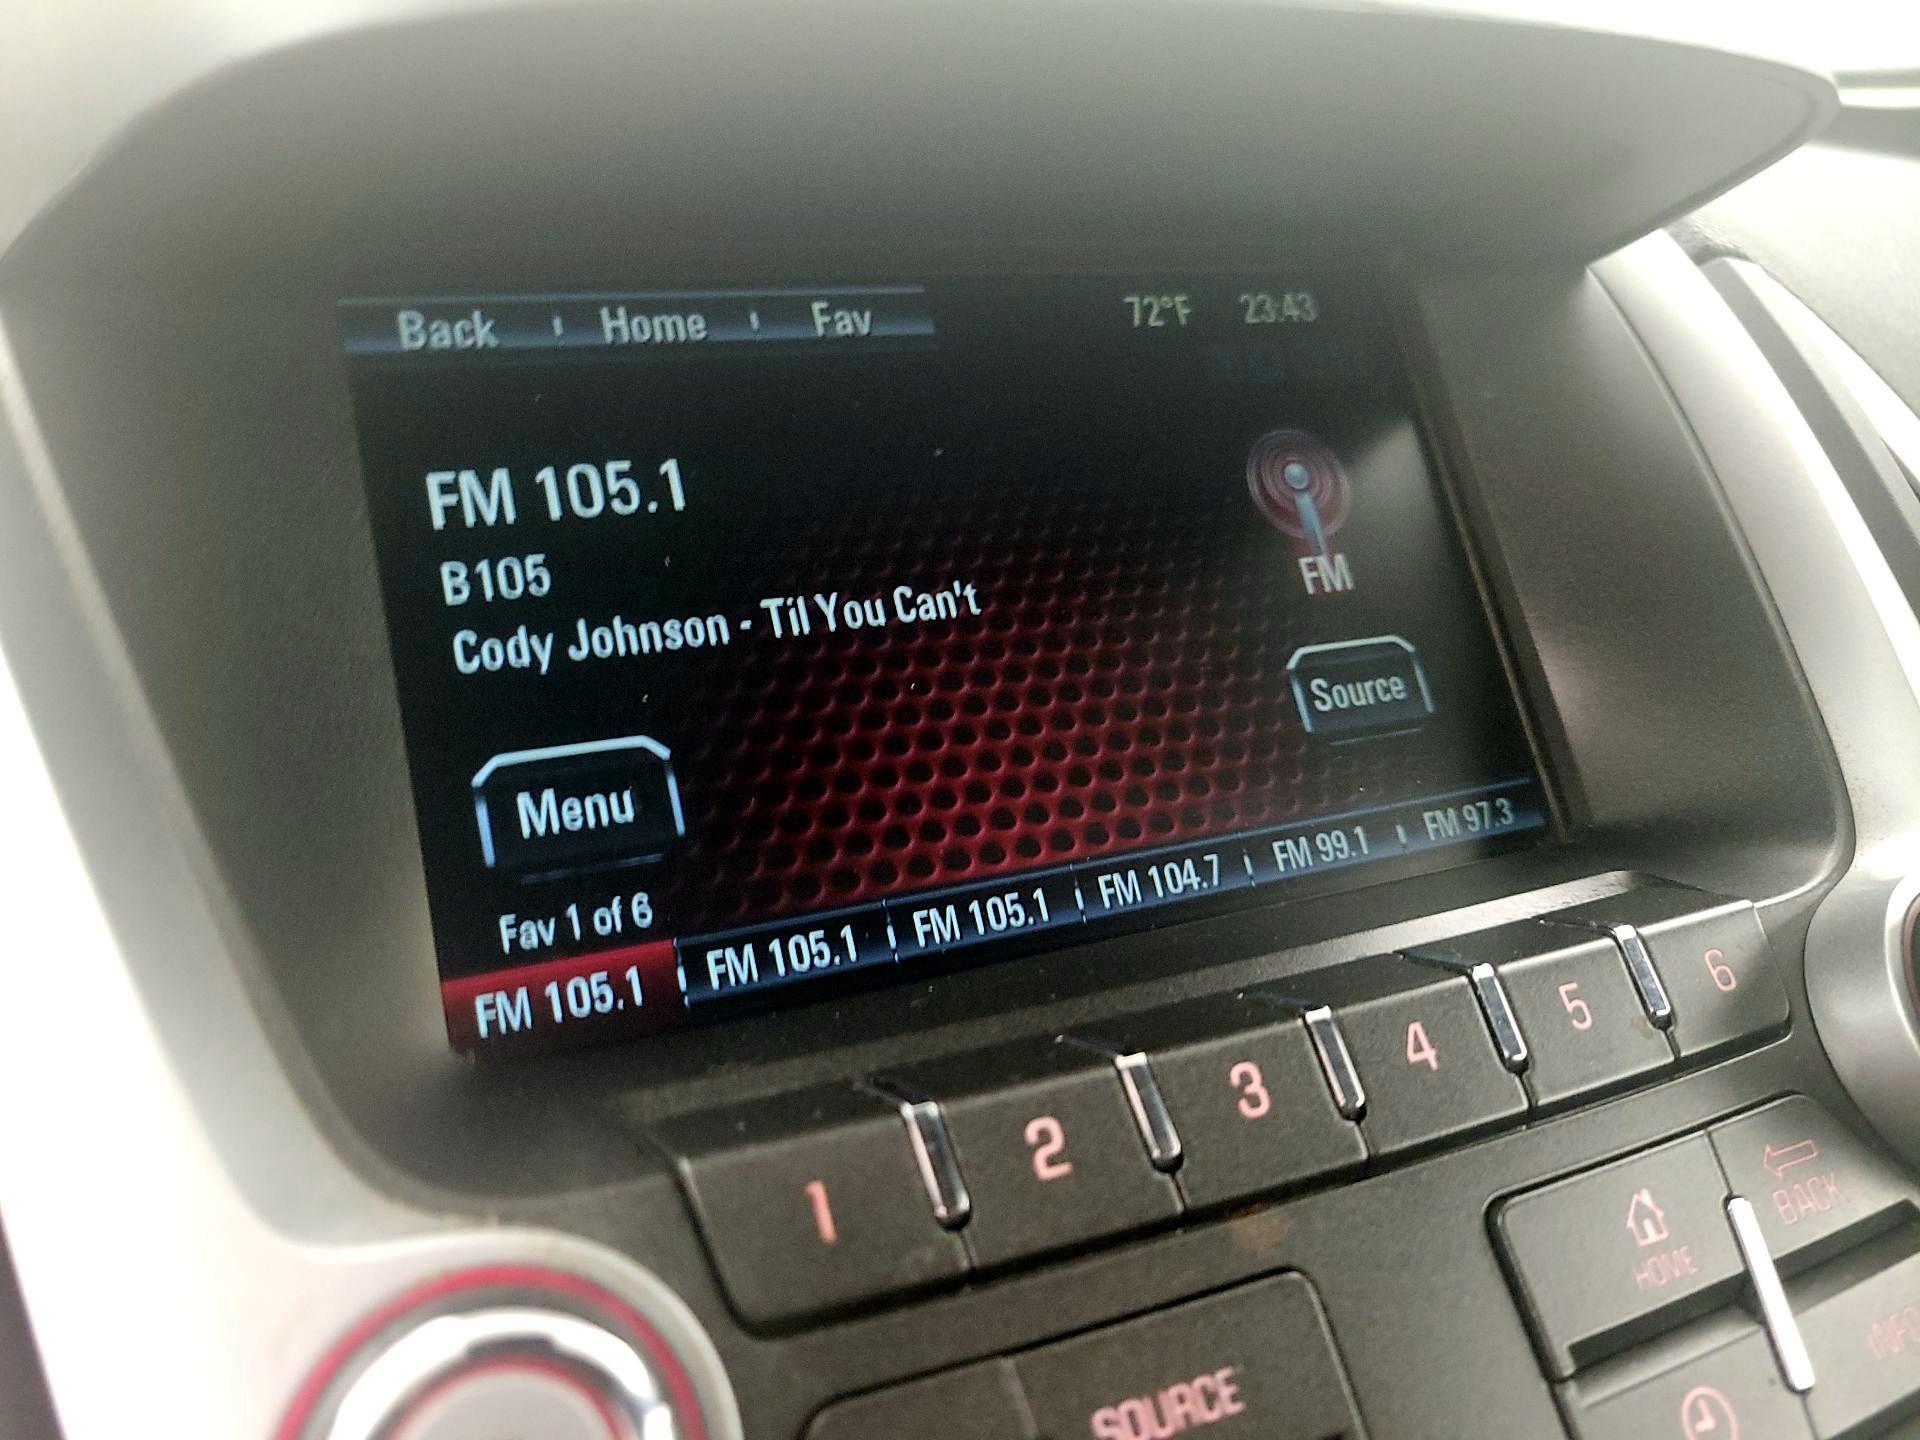 Back Home Fav 72°F 23:43
FM 105.1
B105
Cody Johnson - Til You Can't
FM
Source
Menu
Fav 1 of 6
FM 105.1 FM 105.1 FM 105.1 FM 104.7 FM 99.1 FM 97.3
1 2 3 4 5 6
HOME BACK
INFO
SOURCE